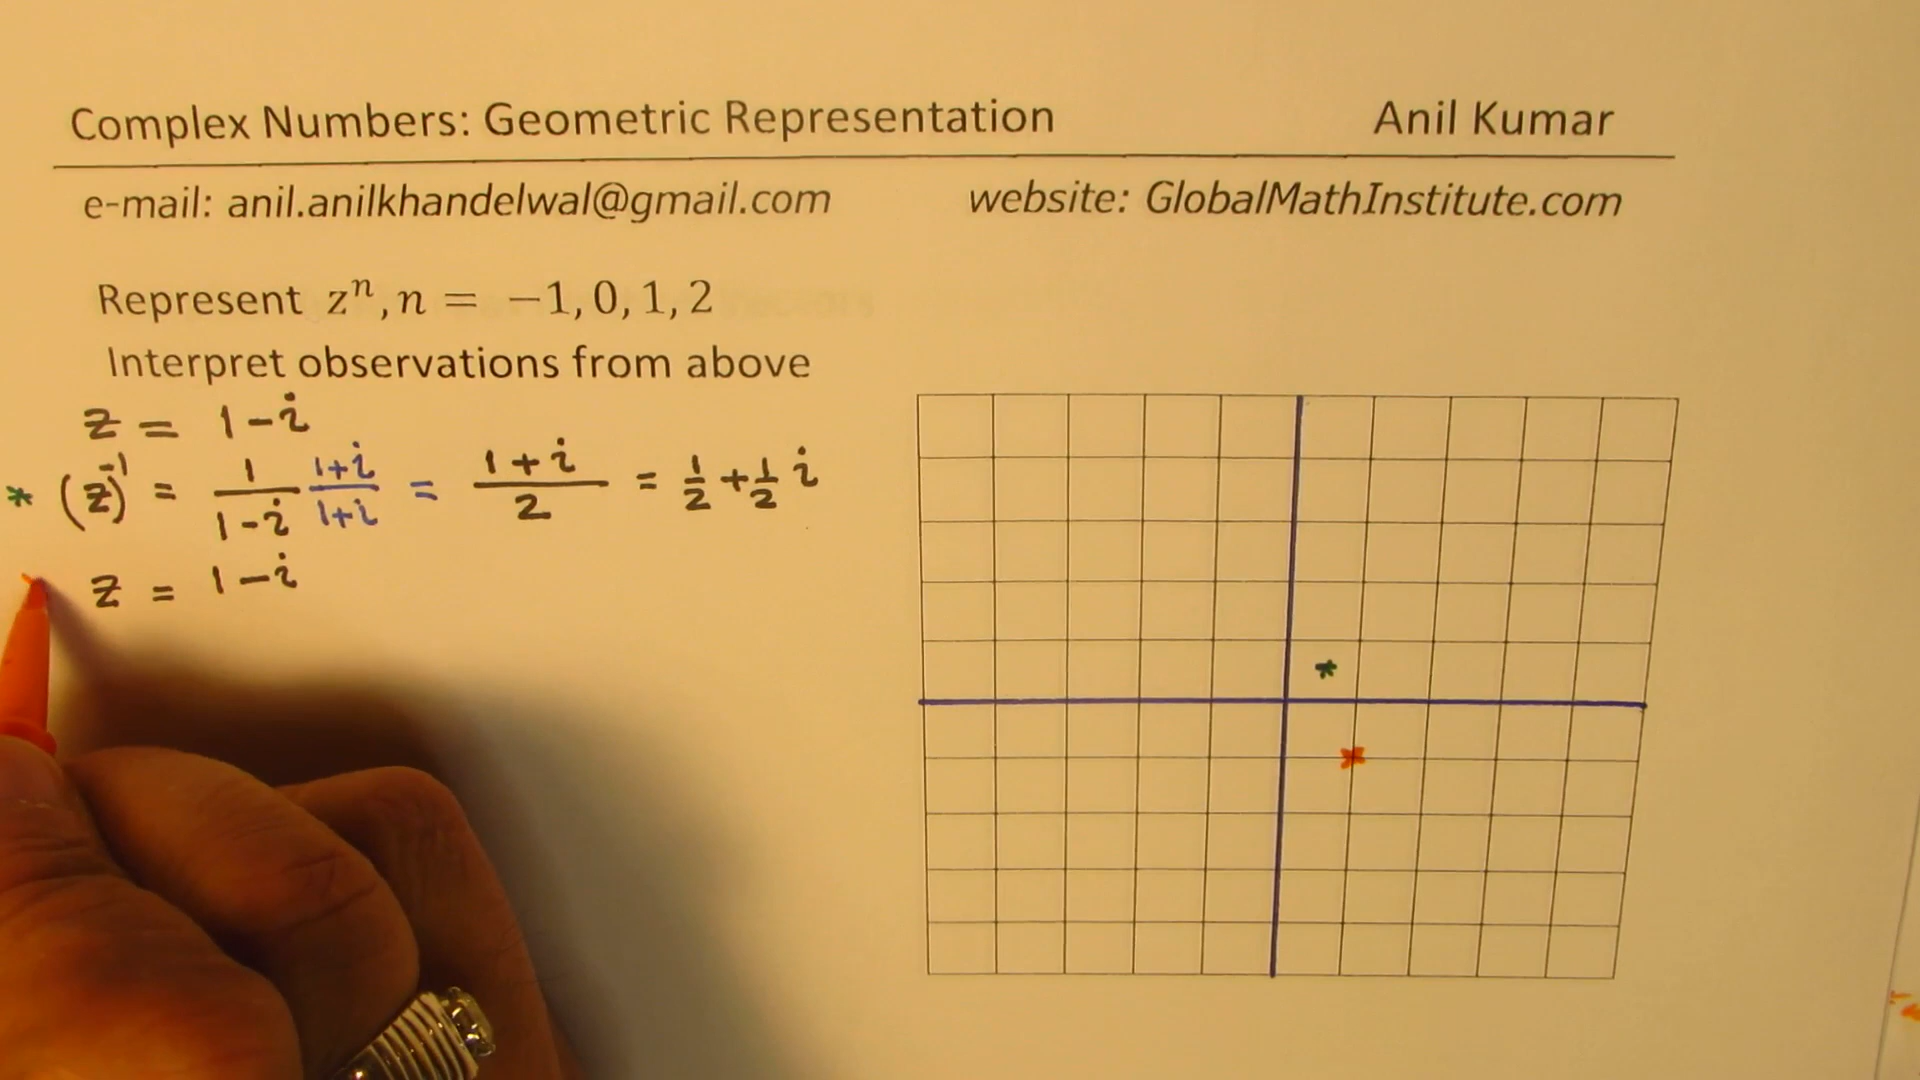 Complex Numbers: Geometric Representation Anil Kumar
e-mail: anil.anilkhandelwal@gmail.com website: GlobalMathInstitute.com
Represent zⁿ, n = −1, 0, 1, 2
Interpret observations from above
z = 1 - i
* (z)⁻¹ = 1/(1-i) (1+i)/(1+i) = (1+i)/2 = 1/2 + 1/2 i
z = 1 - i